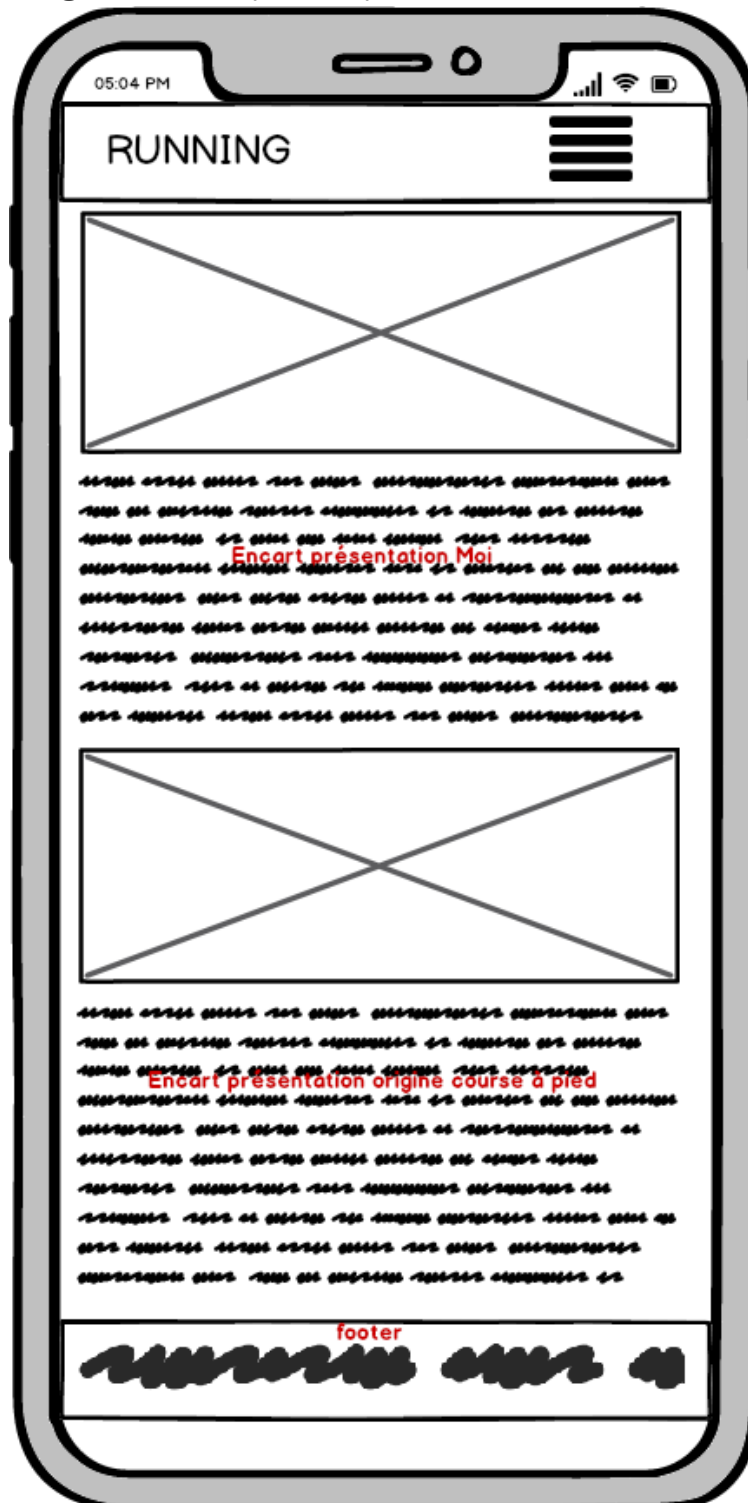 05:04 PM
RUNNING
Encart présentation Moi
Encart présentation origine course à pied
footer